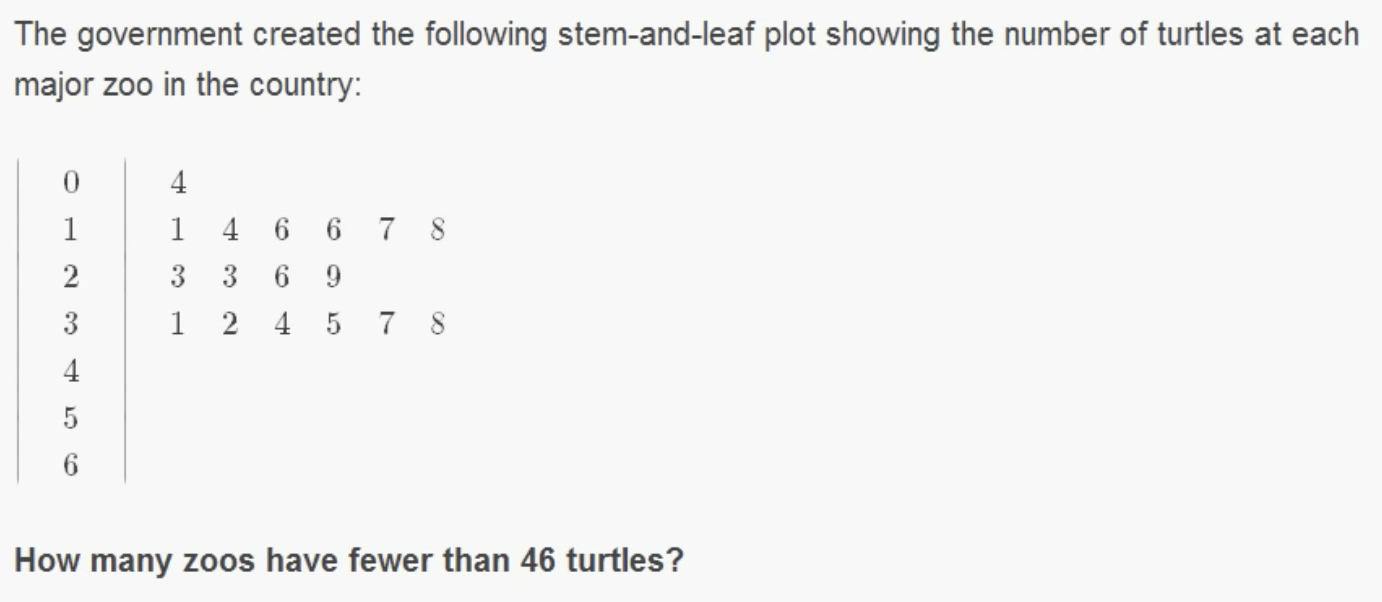 The government created the following stem-and-leaf plot showing the number of turtles at each
major zoo in the country:
0 4
1 1 4 6 6 7 8
2 3 3 6 9
3 1 2 4 5 7 8
4
5
6
How many zoos have fewer than 46 turtles?